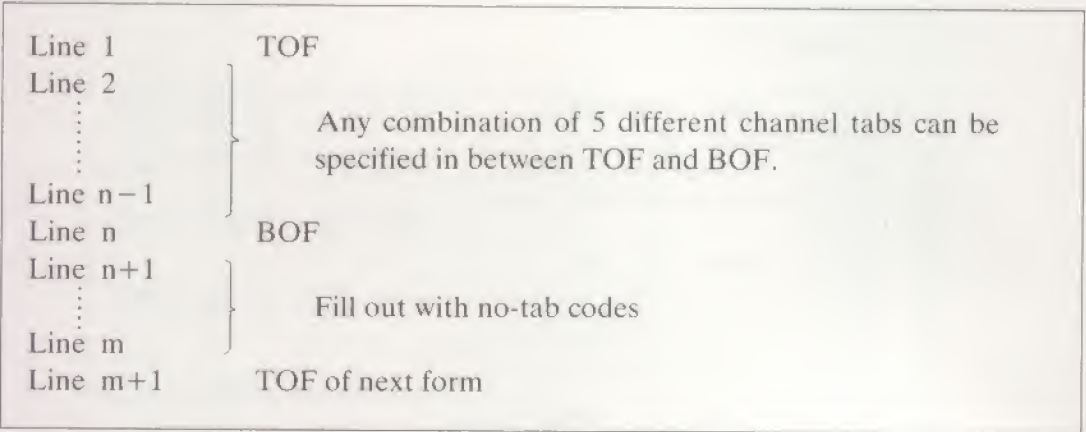 Line 1 TOF
Line 2
Any combination of 5 different channel tabs can be
specified in between TOF and BOF.
Line n−1
Line n BOF
Line n+1
Fill out with no-tab codes
Line m
Line m+1 TOF of next form